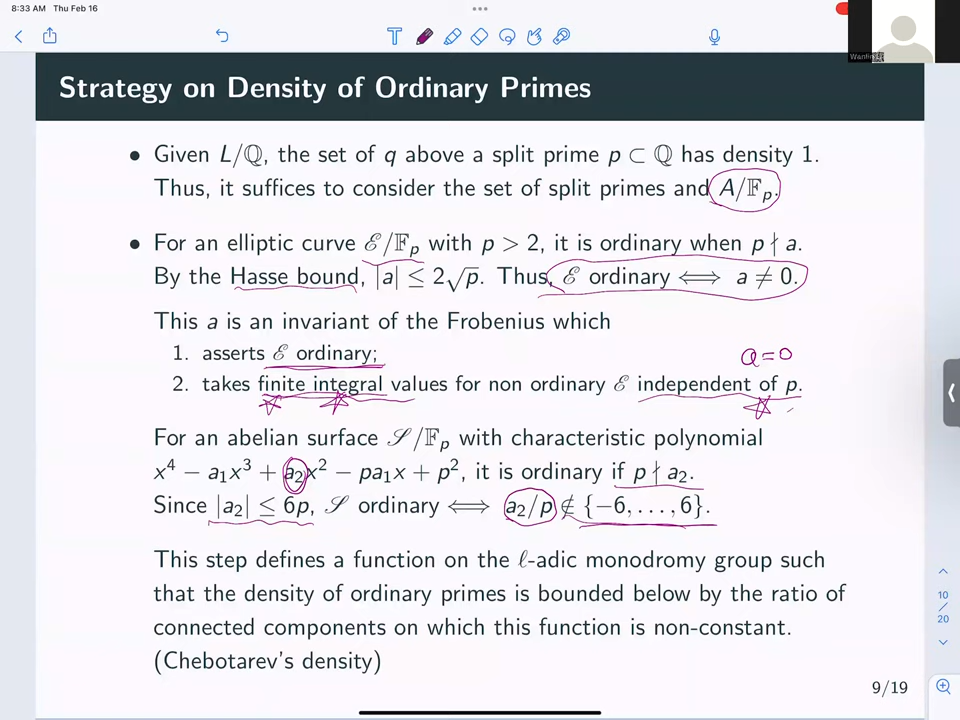 8:33 AM Thu Feb 16
Strategy on Density of Ordinary Primes
• Given L/ℚ, the set of q above a split prime p ⊂ ℚ has density 1.
Thus, it suffices to consider the set of split primes and A/𝔽ₚ.
• For an elliptic curve ℰ/𝔽ₚ with p > 2, it is ordinary when p ∤ a.
By the Hasse bound, |a| ≤ 2√p. Thus, ℰ ordinary ⟺ a ≠ 0.
This a is an invariant of the Frobenius which
1. asserts ℰ ordinary;
a=0
2. takes finite integral values for non ordinary ℰ independent of p.
For an abelian surface 𝒮/𝔽ₚ with characteristic polynomial
x⁴ − a₁x³ + a₂x² − pa₁x + p², it is ordinary if p ∤ a₂.
Since |a₂| ≤ 6p, 𝒮 ordinary ⟺ a₂/p ∉ {−6, . . . , 6}.
This step defines a function on the ℓ-adic monodromy group such
that the density of ordinary primes is bounded below by the ratio of
connected components on which this function is non-constant.
(Chebotarev's density)
9/19
10
/
20